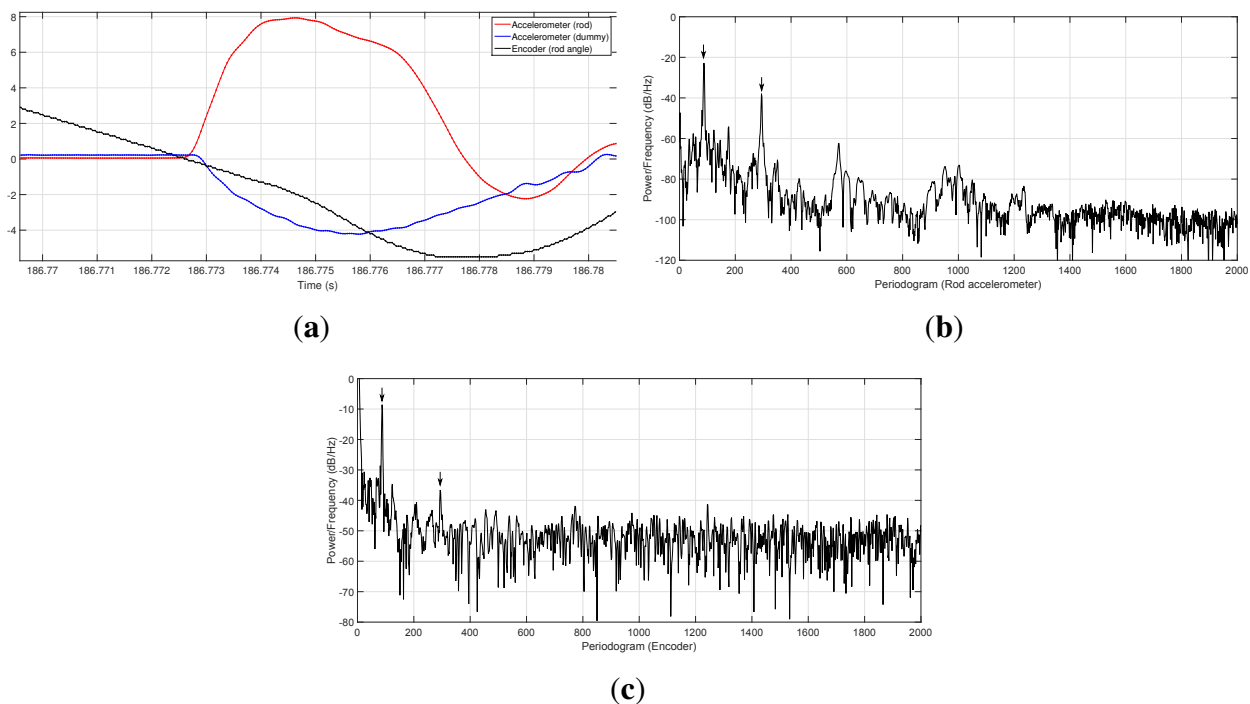 8
6
4
2
0
-2
-4
186.77 186.771 186.772 186.773 186.774 186.775 186.776 186.777 186.778 186.779 186.78
Time (s)
Accelerometer (rod)
Accelerometer (dummy)
Encoder (rod angle)
(a)
0
-20
-40
-60
-80
-100
-120
Power/Frequency (dB/Hz)
0 200 400 600 800 1000 1200 1400 1600 1800 2000
Periodogram (Rod accelerometer)
(b)
0
-10
-20
-30
-40
-50
-60
-70
-80
Power/Frequency (dB/Hz)
0 200 400 600 800 1000 1200 1400 1600 1800 2000
Periodogram (Encoder)
(c)